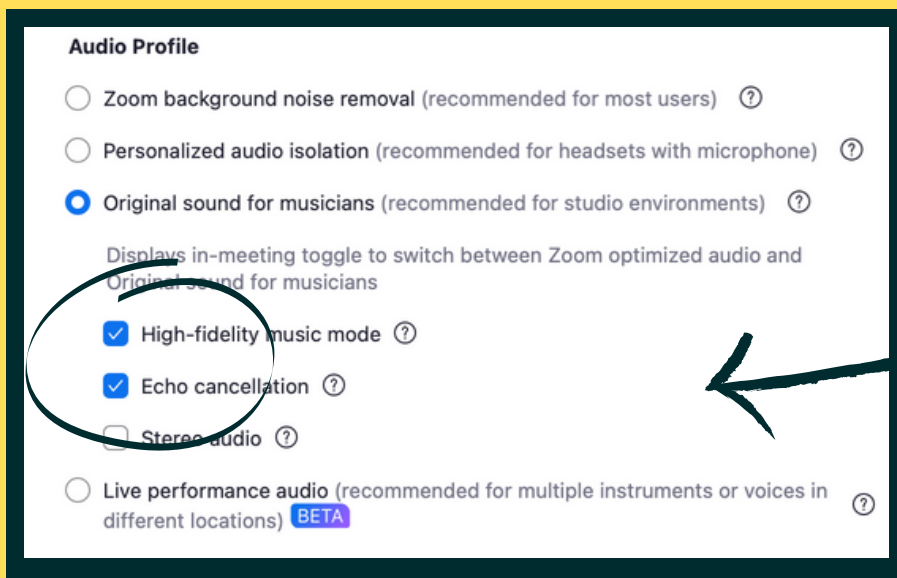 Audio Profile
Zoom background noise removal (recommended for most users) ?
Personalized audio isolation (recommended for headsets with microphone) ?
Original sound for musicians (recommended for studio environments) ?
Displays in-meeting toggle to switch between Zoom optimized audio and
Original sound for musicians
High-fidelity music mode ?
Echo cancellation ?
Stereo audio ?
Live performance audio (recommended for multiple instruments or voices in
different locations) BETA ?